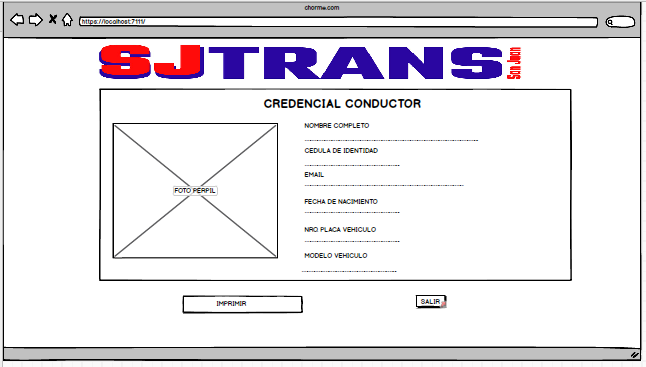 chorme.com
https://localhost:7111/
SJTRANS San Juan
CREDENCIAL CONDUCTOR
NOMBRE COMPLETO
CEDULA DE IDENTIDAD
EMAIL
FOTO PERPIL
FECHA DE NACIMIENTO
NRO PLACA VEHICULO
MODELO VEHICULO
IMPRIMIR
SALIR